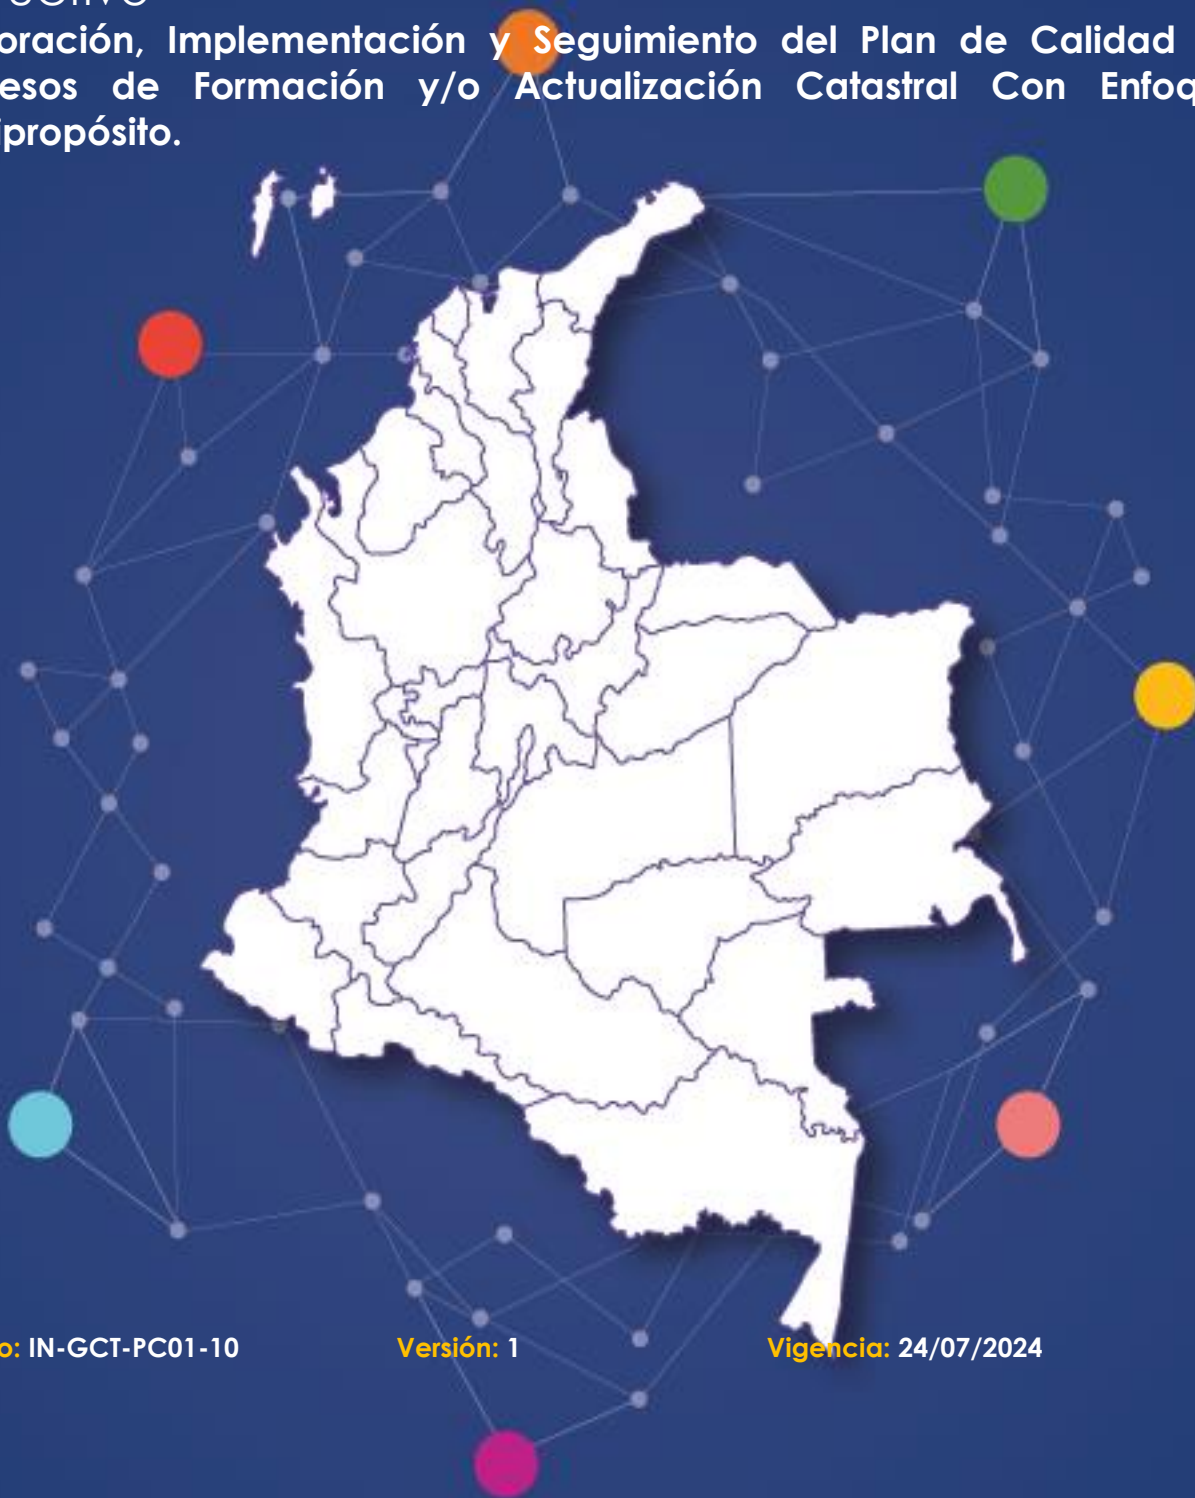 oración, Implementación y Seguimiento del Plan de Calidad
esos de Formación y/o Actualización Catastral Con Enfoq
ipropósito.
o: IN-GCT-PC01-10 Versión: 1 Vigencia: 24/07/2024